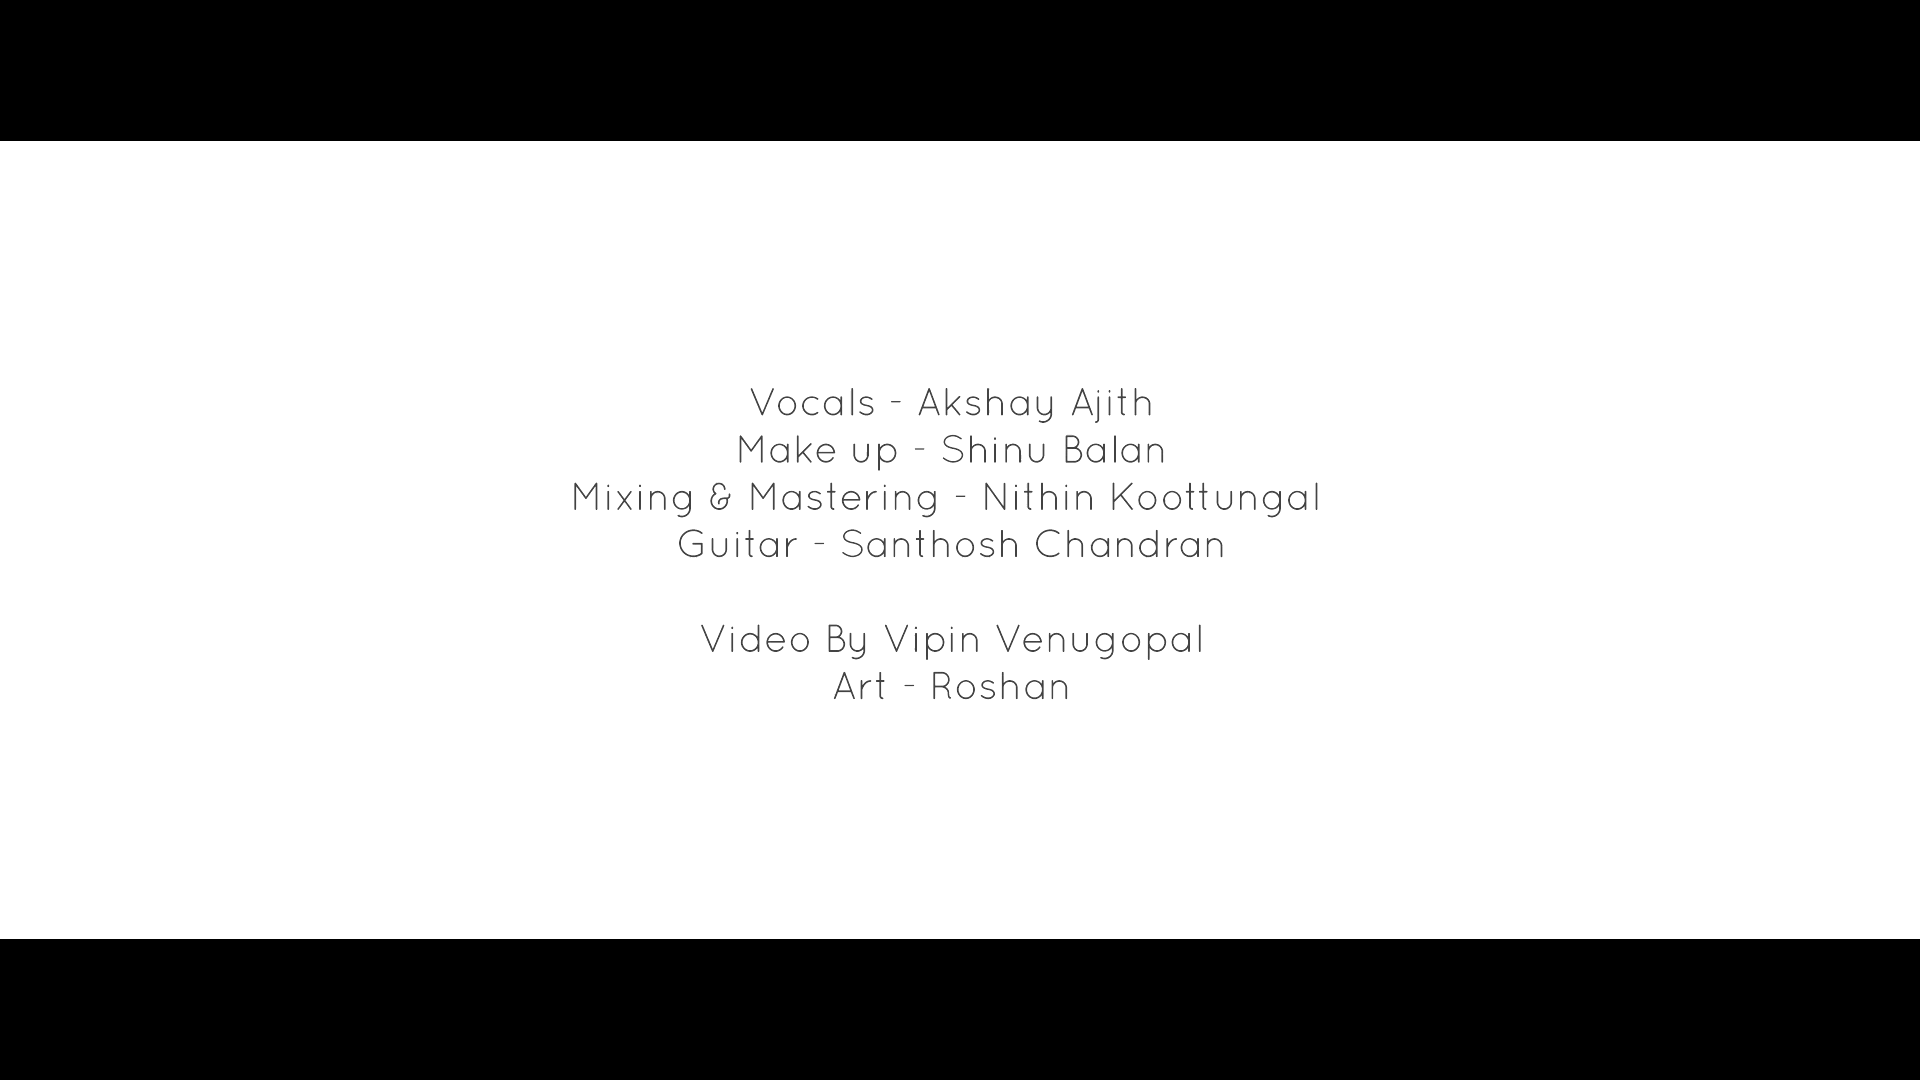 Vocals - Akshay Ajith
Make up - Shinu Balan
Mixing & Mastering - Nithin Koottungal
Guitar - Santhosh Chandran
Video By Vipin Venugopal
Art - Roshan